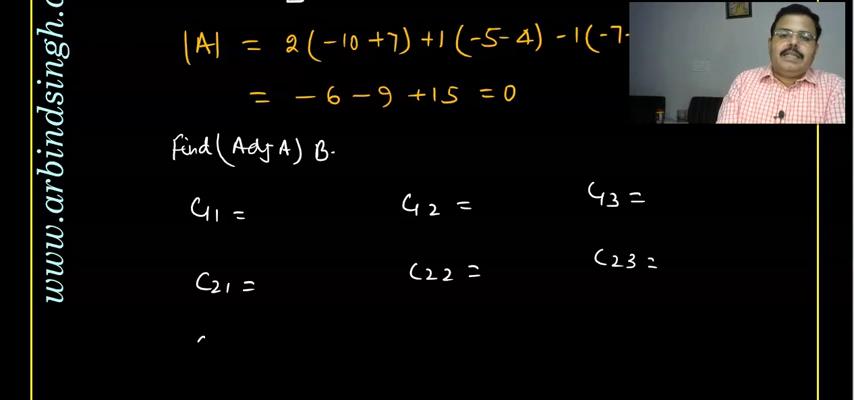 www.arbindsingh.c
|A| = 2(-10+7) +1(-5-4) -1(-7-
= -6 -9 +15 = 0
Find (Adj A) B.
C11 = C12 = C13 =
C21 = C22 = C23 =